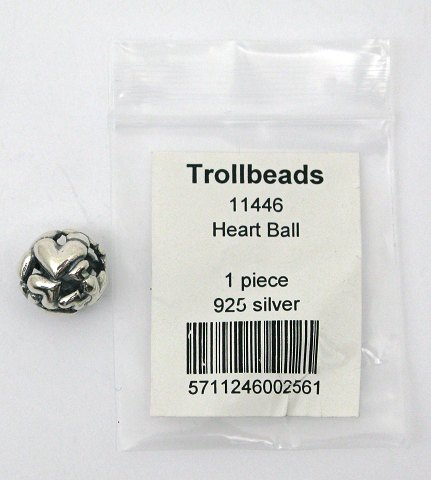 Trollbeads
11446
Heart Ball
1 piece
925 silver
5711246002561